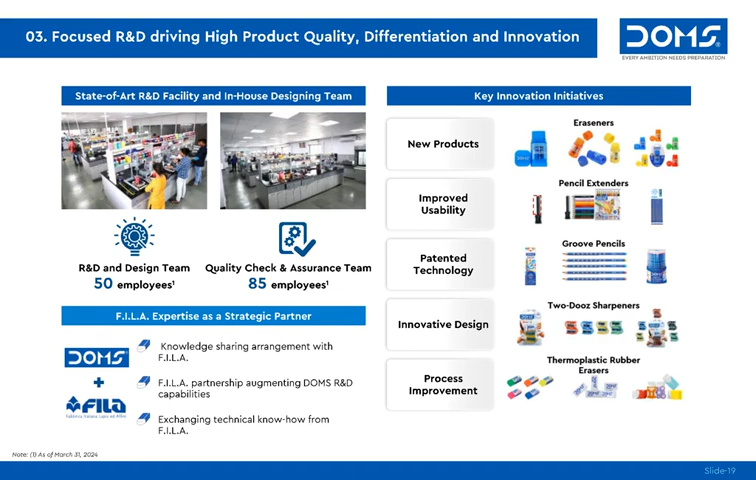 03. Focused R&D driving High Product Quality, Differentiation and Innovation
DOMS®
EVERY AMBITION NEEDS PREPARATION
State-of-Art R&D Facility and In-House Designing Team
R&D and Design Team
50 employees¹
Quality Check & Assurance Team
85 employees¹
F.I.L.A. Expertise as a Strategic Partner
DOMS
+
FILA
Knowledge sharing arrangement with
F.I.L.A.
F.I.L.A. partnership augmenting DOMS R&D
capabilities
Exchanging technical know-how from
F.I.L.A.
Key Innovation Initiatives
New Products
Eraseners
Improved
Usability
Pencil Extenders
Patented
Technology
Groove Pencils
Innovative Design
Two-Dooz Sharpeners
Process
Improvement
Thermoplastic Rubber
Erasers
Note: (1) As of March 31, 2024
Slide-19